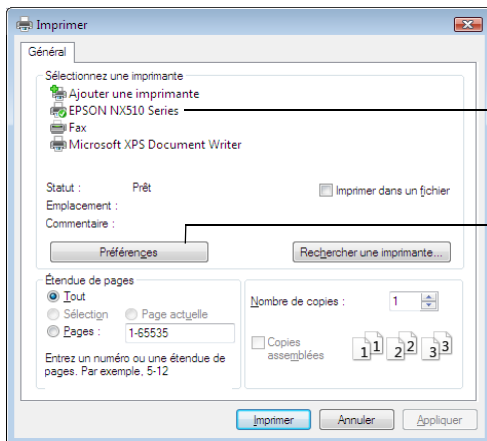 Imprimer
Général
Sélectionnez une imprimante
Ajouter une imprimante
EPSON NX510 Series
Fax
Microsoft XPS Document Writer
Statut : Prêt
Imprimer dans un fichier
Emplacement :
Commentaire :
Préférences
Rechercher une imprimante...
Étendue de pages
Tout
Sélection Page actuelle
Pages : 1-65535
Entrez un numéro ou une étendue de
pages. Par exemple, 5-12
Nombre de copies : 1
Copies
assemblées
1 1 2 2 3 3
Imprimer Annuler Appliquer